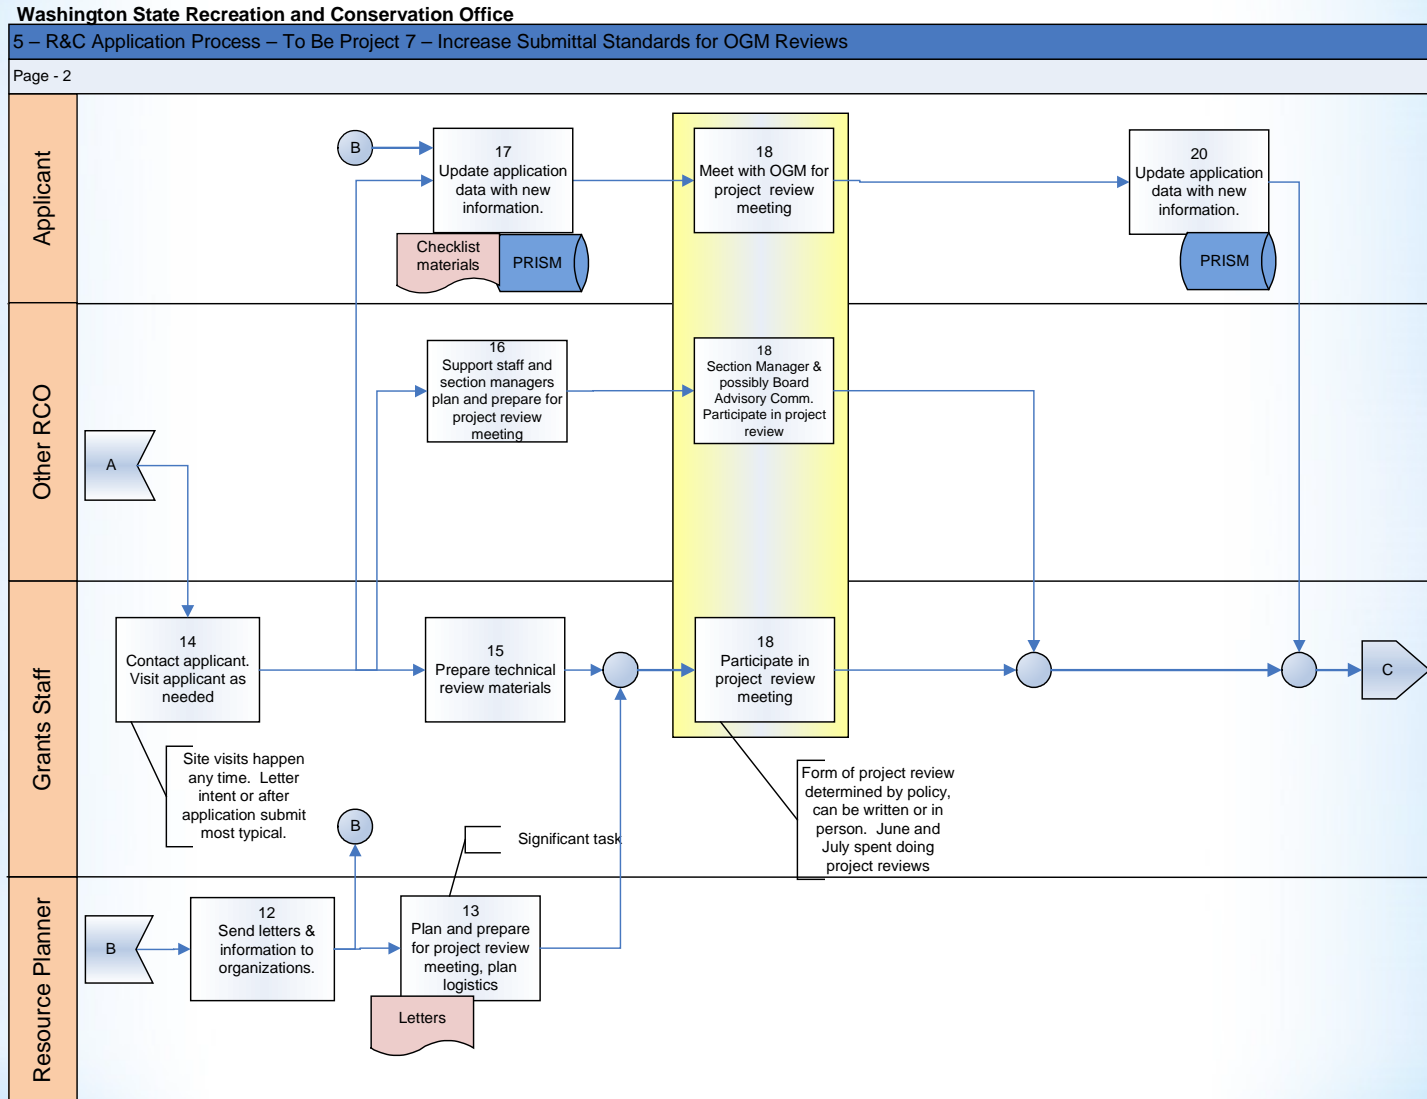 Washington State Recreation and Conservation Office
5 – R&C Application Process – To Be Project 7 – Increase Submittal Standards for OGM Reviews
Page - 2
Applicant
B
17
Update application
data with new
information.
Checklist
materials
PRISM
18
Meet with OGM for
project review
meeting
20
Update application
data with new
information.
PRISM
Other RCO
A
16
Support staff and
section managers
plan and prepare for
project review
meeting
18
Section Manager &
possibly Board
Advisory Comm.
Participate in project
review
Grants Staff
14
Contact applicant.
Visit applicant as
needed
15
Prepare technical
review materials
18
Participate in
project review
meeting
C
Site visits happen
any time. Letter
intent or after
application submit
most typical.
B
Significant task
Form of project review
determined by policy,
can be written or in
person. June and
July spent doing
project reviews
Resource Planner
B
12
Send letters &
information to
organizations.
13
Plan and prepare
for project review
meeting, plan
logistics
Letters